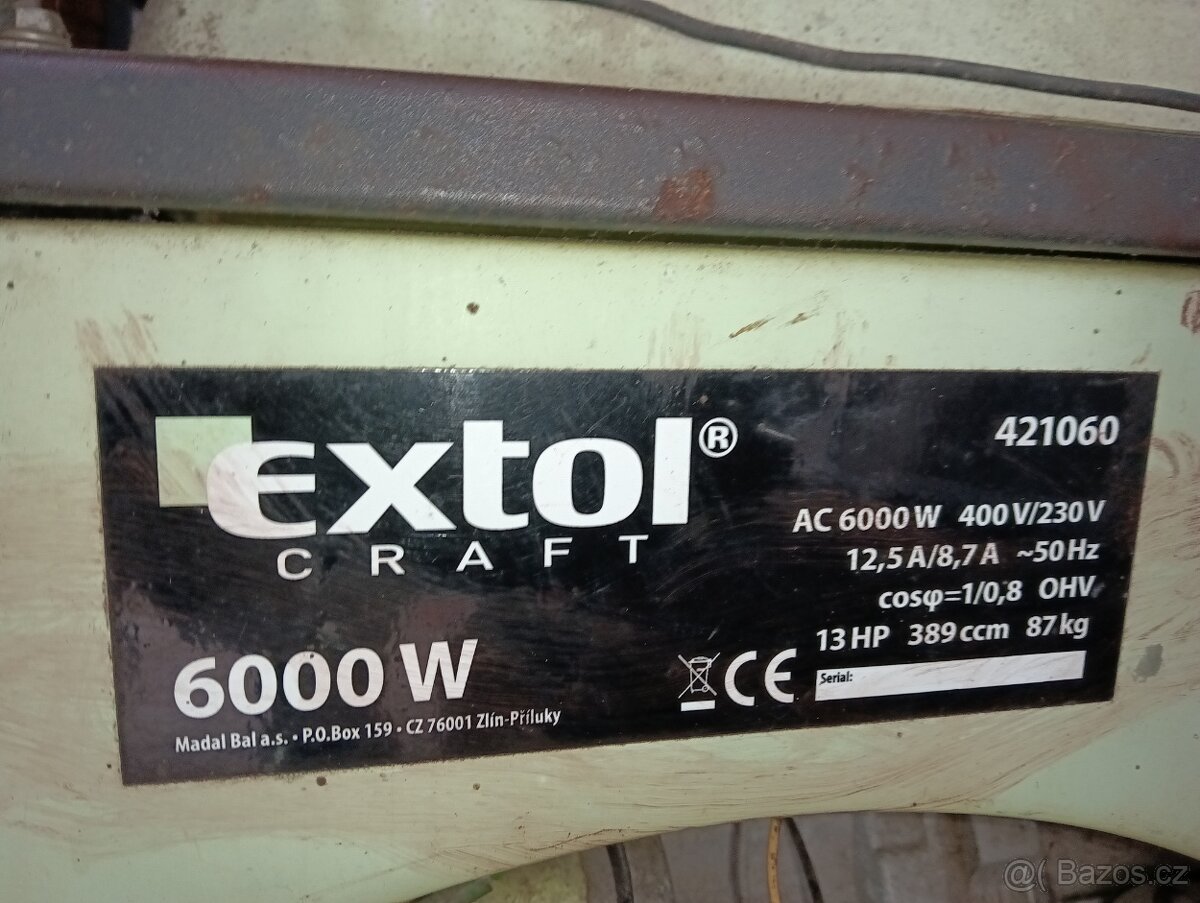 extol®
CRAFT
6000 W
Madal Bal a.s. • P.O.Box 159 • CZ 76001 Zlín-Příluky
421060
AC 6000 W 400 V/230 V
12,5 A/8,7 A ~50 Hz
cosφ=1/0,8 OHV
13 HP 389 ccm 87 kg
CE
Serial:
@( Bazos.cz